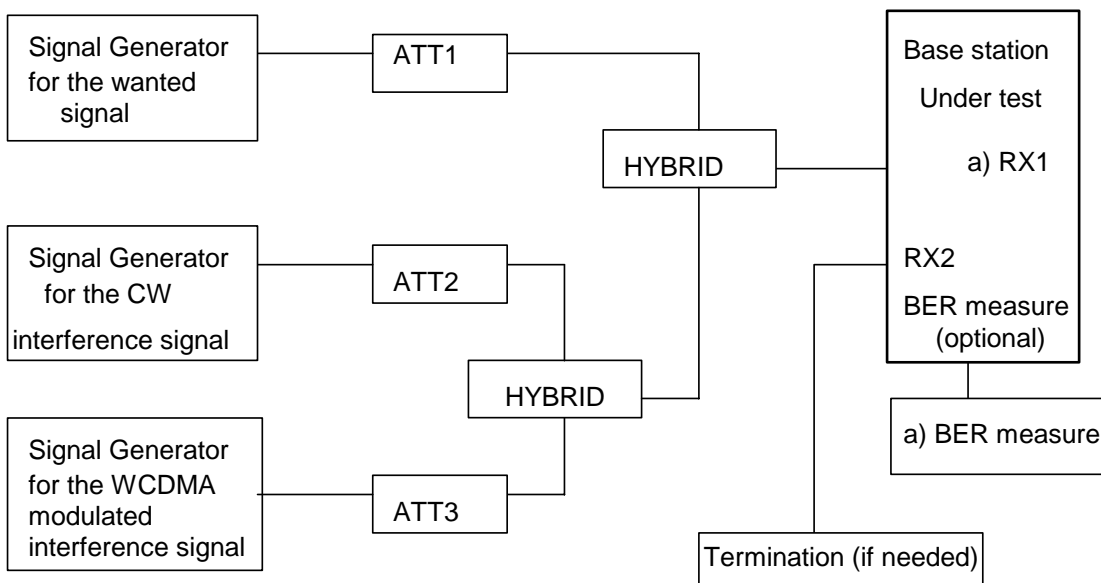 Signal Generator
for the wanted
signal
ATT1
HYBRID
Base station
Under test
a) RX1
RX2
BER measure
(optional)
Signal Generator
for the CW
interference signal
ATT2
HYBRID
a) BER measure
Signal Generator
for the WCDMA
modulated
interference signal
ATT3
Termination (if needed)